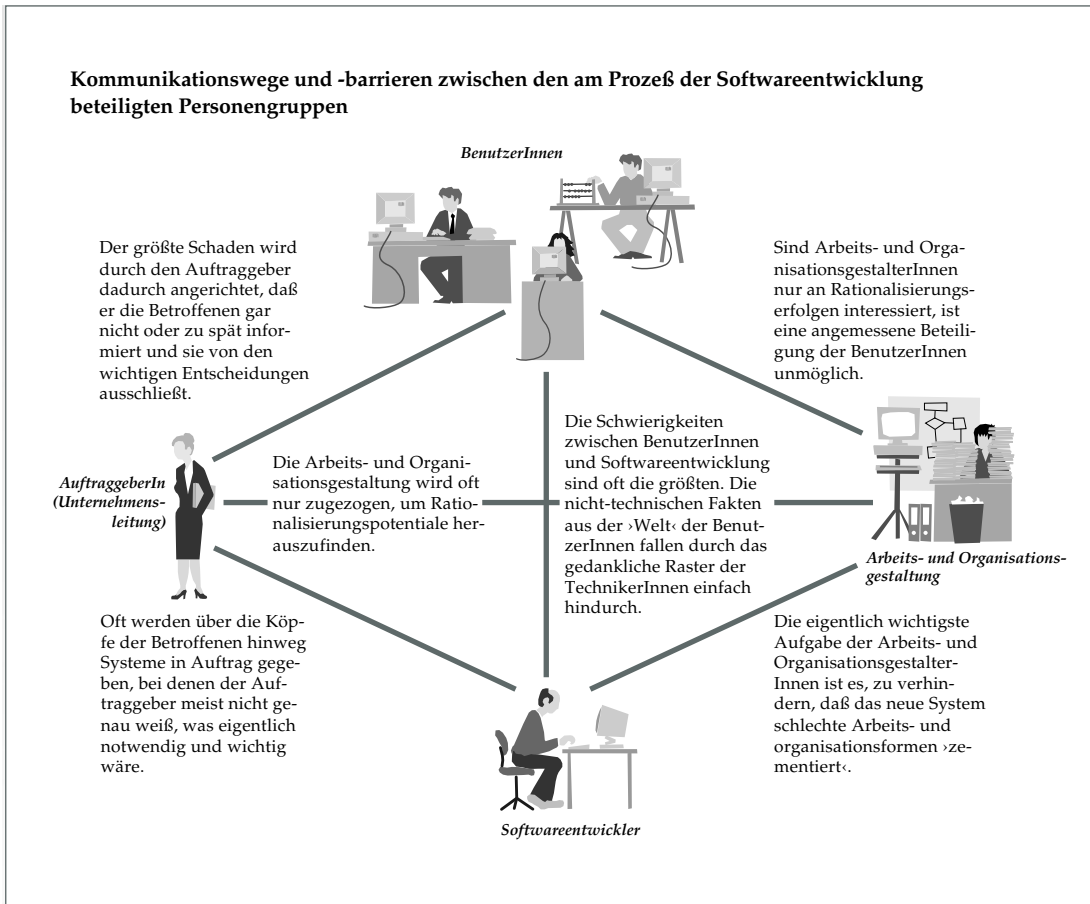 Kommunikationswege und -barrieren zwischen den am Prozeß der Softwareentwicklung
beteiligten Personengruppen
BenutzerInnen
Der größte Schaden wird
durch den Auftraggeber
dadurch angerichtet, daß
er die Betroffenen gar
nicht oder zu spät infor-
miert und sie von den
wichtigen Entscheidungen
ausschließt.
Sind Arbeits- und Orga-
nisationsgestalterInnen
nur an Rationalisierungs-
erfolgen interessiert, ist
eine angemessene Beteili-
gung der BenutzerInnen
unmöglich.
AuftraggeberIn
(Unternehmens-
leitung)
Die Arbeits- und Organi-
sationsgestaltung wird oft
nur zugezogen, um Ratio-
nalisierungspotentiale her-
auszufinden.
Die Schwierigkeiten
zwischen BenutzerInnen
und Softwareentwicklung
sind oft die größten. Die
nicht-technischen Fakten
aus der ›Welt‹ der Benut-
zerInnen fallen durch das
gedankliche Raster der
TechnikerInnen einfach
hindurch.
Arbeits- und Organisations-
gestaltung
Oft werden über die Köp-
fe der Betroffenen hinweg
Systeme in Auftrag gege-
ben, bei denen der Auf-
traggeber meist nicht ge-
nau weiß, was eigentlich
notwendig und wichtig
wäre.
Die eigentlich wichtigste
Aufgabe der Arbeits- und
Organisationsgestalter-
Innen ist es, zu verhin-
dern, daß das neue System
schlechte Arbeits- und
organisationsformen ›ze-
mentiert‹.
Softwareentwickler